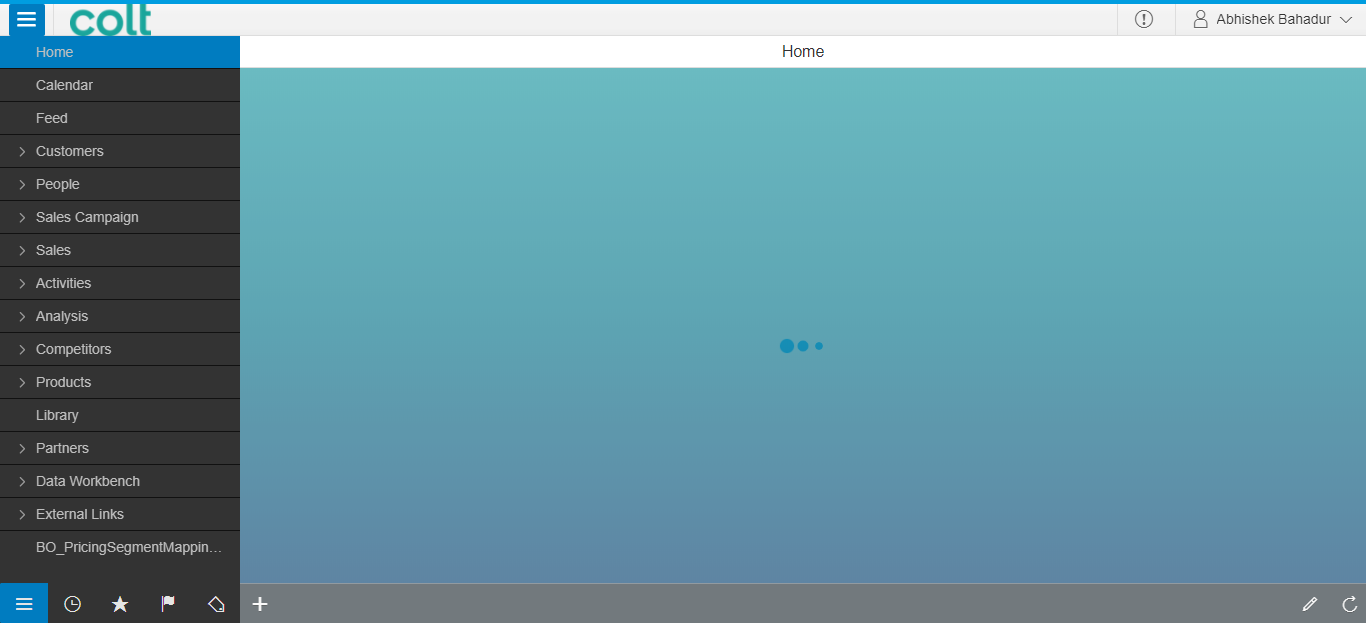 colt
Abhishek Bahadur
Home
Home
Calendar
Feed
Customers
People
Sales Campaign
Sales
Activities
Analysis
Competitors
Products
Library
Partners
Data Workbench
External Links
BO_PricingSegmentMappin...